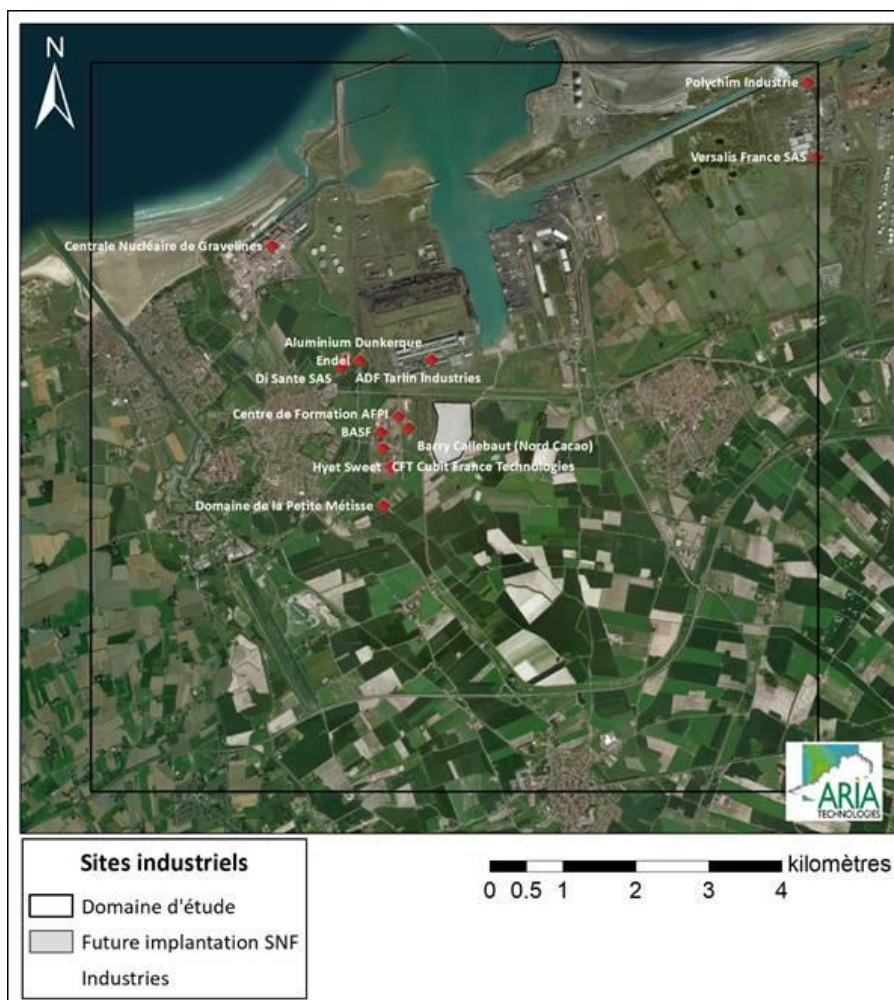 N
Polychim Industrie
Versalis France SAS
Centrale Nucléaire de Gravelines
Aluminium Dunkerque
Endel
Di Sante SAS
ADF Tarlin Industries
Centre de Formation AFPI
BASF
Barry Callebaut (Nord Cacao)
Hyet Sweet
CFT Cubit France Technologies
Domaine de la Petite Métisse
ARIA
TECHNOLOGIES
Sites industriels
Domaine d'étude
Future implantation SNF
Industries
kilomètres
0 0.5 1 2 3 4